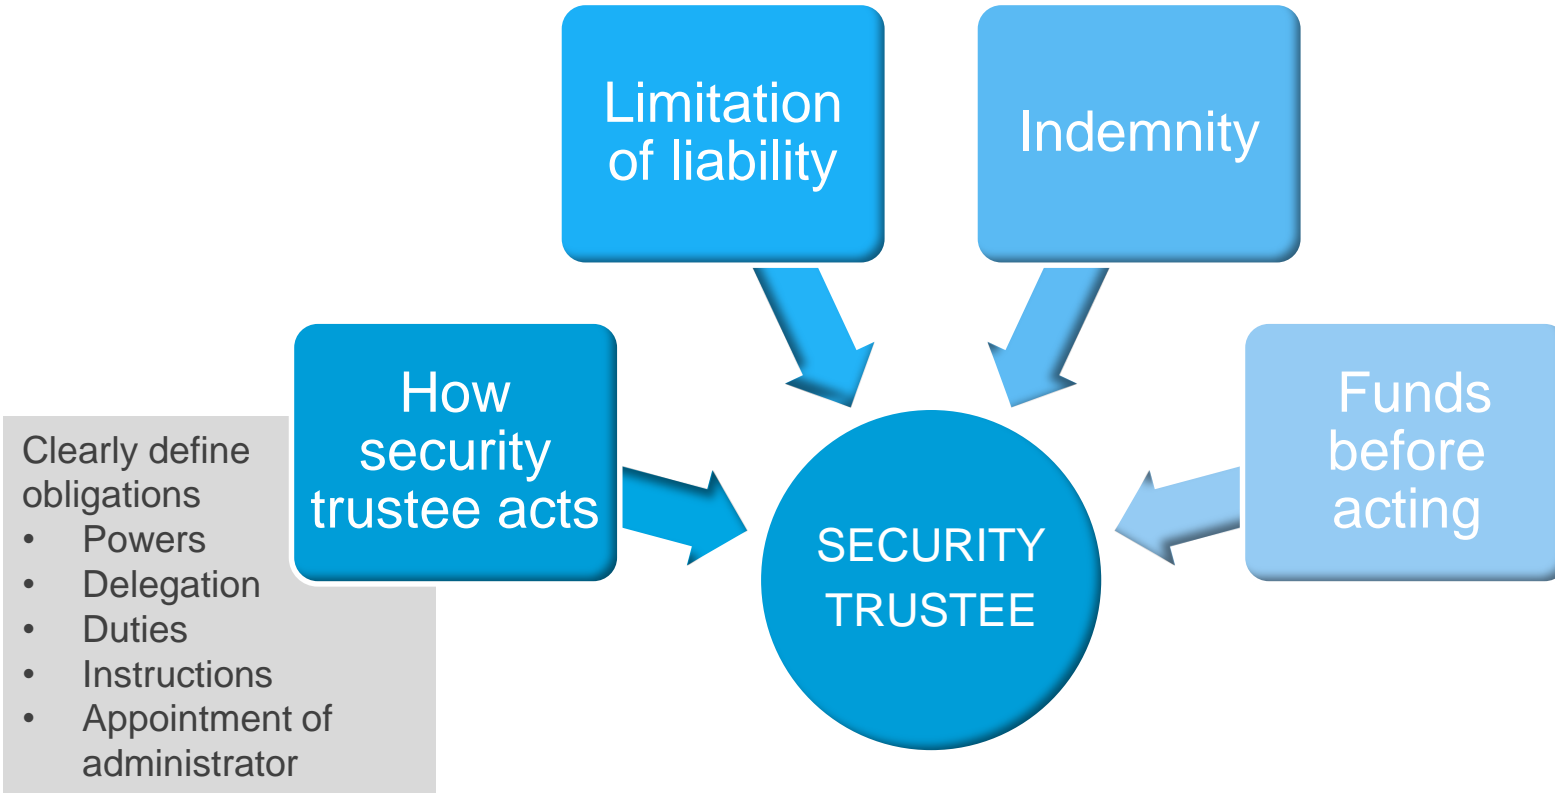 Limitation
of liability
Indemnity
How
security
trustee acts
Funds
before
acting
Clearly define
obligations
• Powers
• Delegation
• Duties
• Instructions
• Appointment of
administrator
SECURITY
TRUSTEE